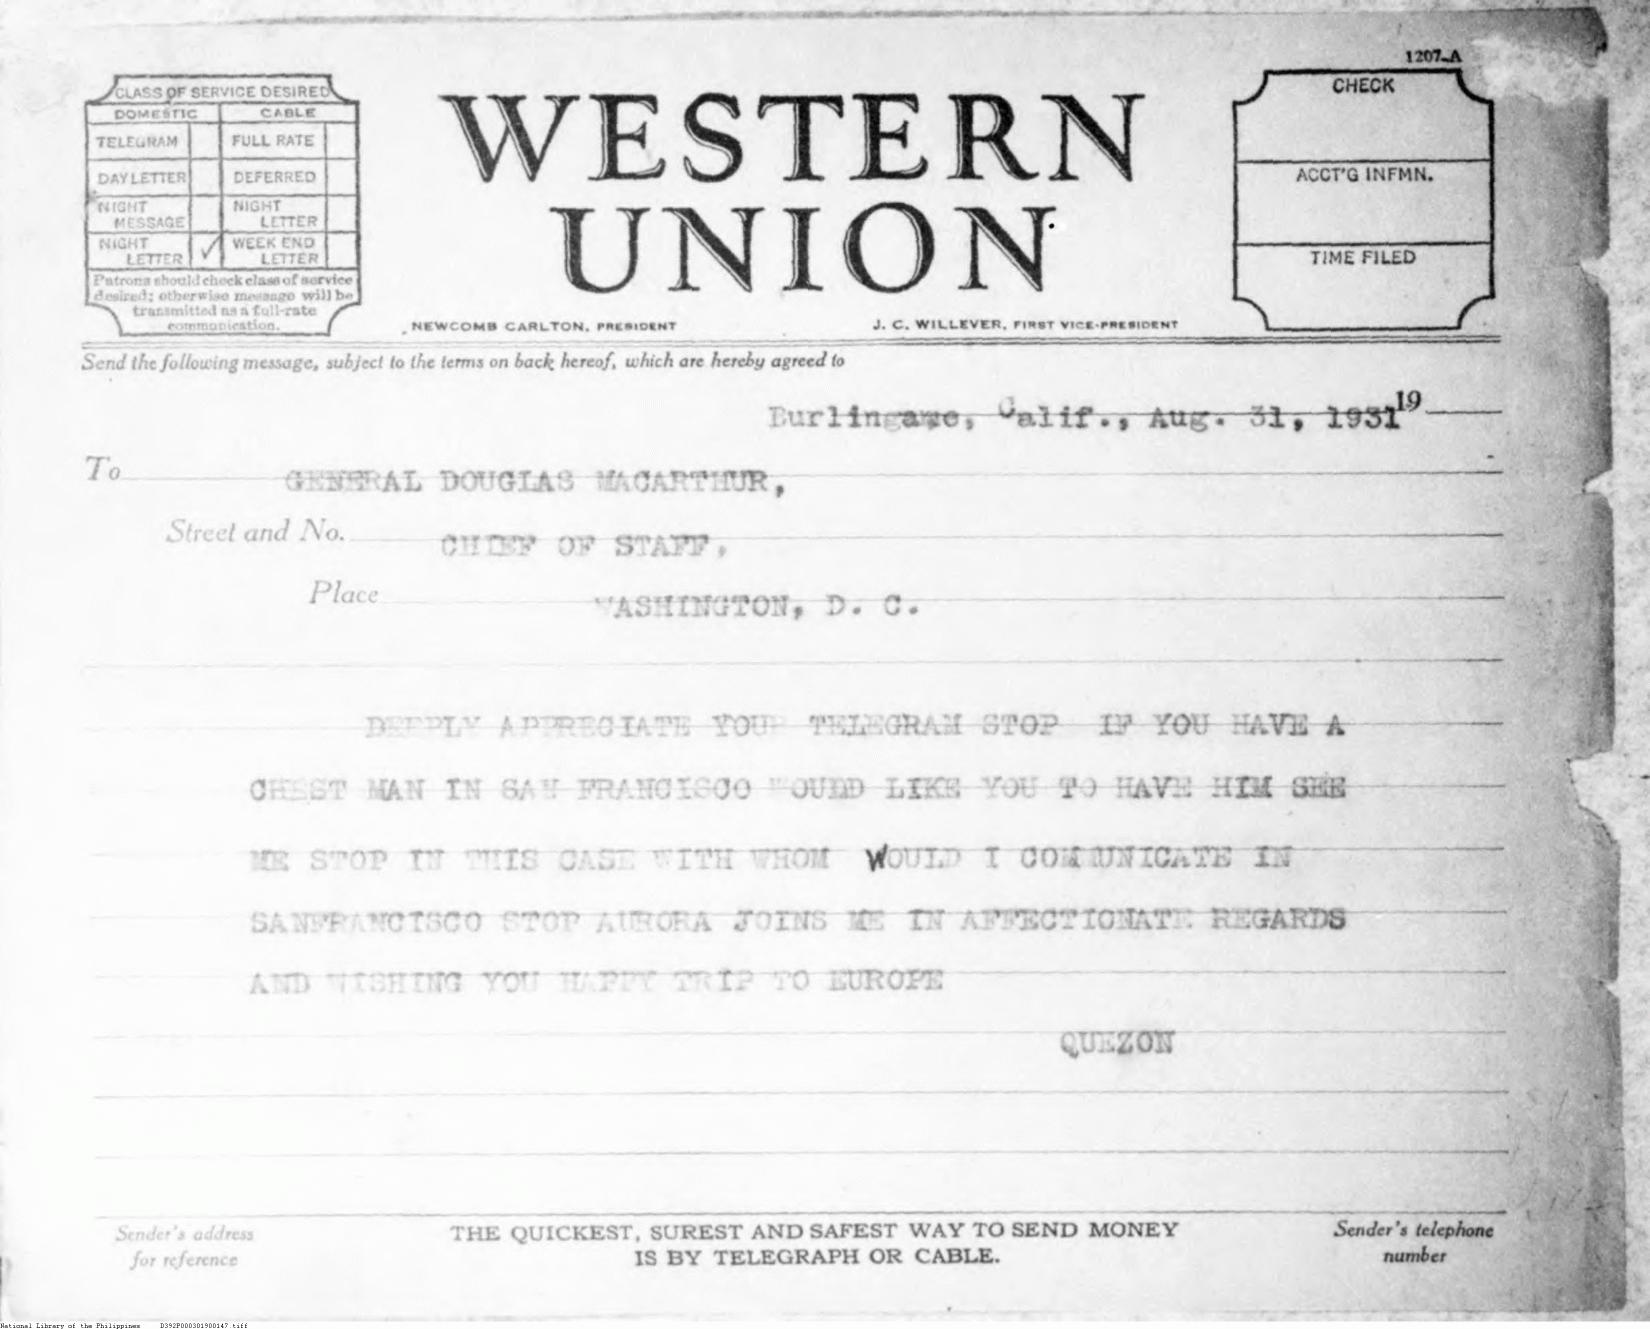 1207-A
CLASS OF SERVICE DESIRED
DOMESTIC CABLE
TELEGRAM FULL RATE
DAY LETTER DEFERRED
NIGHT MESSAGE NIGHT LETTER
NIGHT LETTER ✓ WEEK END LETTER
Patrons should check class of service
desired; otherwise message will be
transmitted as a full-rate
communication.
WESTERN
UNION
NEWCOMB CARLTON, PRESIDENT J. C. WILLEVER, FIRST VICE-PRESIDENT
CHECK
ACCT'G INFMN.
TIME FILED
Send the following message, subject to the terms on back hereof, which are hereby agreed to
Burlingame, Calif., Aug. 31, 1931 19
To GENERAL DOUGLAS MACARTHUR,
Street and No. CHIEF OF STAFF,
Place WASHINGTON, D. C.
DEEPLY APPRECIATE YOUR TELEGRAM STOP IF YOU HAVE A
CHEST MAN IN SAN FRANCISCO WOULD LIKE YOU TO HAVE HIM SEE
ME STOP IN THIS CASE WITH WHOM WOULD I COMMUNICATE IN
SANFRANCISCO STOP AURORA JOINS ME IN AFFECTIONATE REGARDS
AND WISHING YOU HAPPY TRIP TO EUROPE
QUEZON
Sender's address
for reference
THE QUICKEST, SUREST AND SAFEST WAY TO SEND MONEY
IS BY TELEGRAPH OR CABLE.
Sender's telephone
number
National Library of the Philippines D392P000301900147.tiff